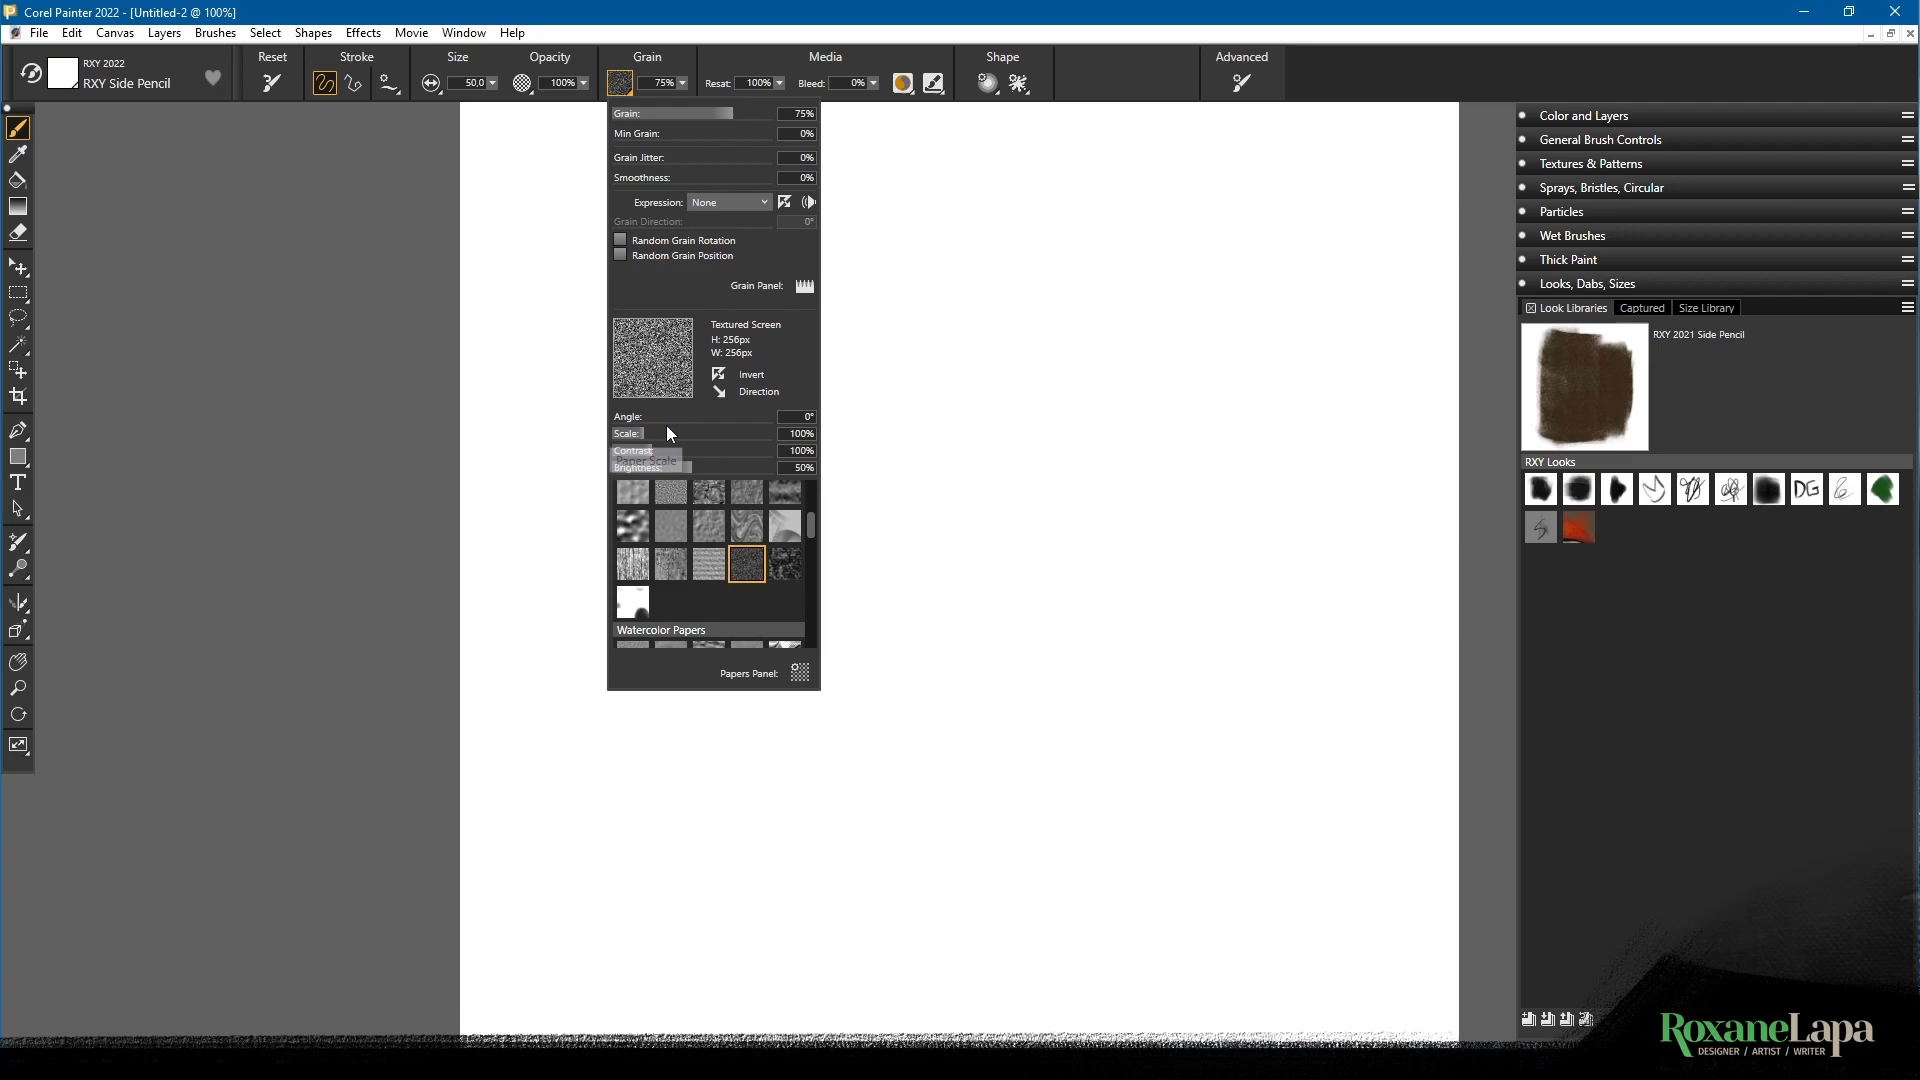 Corel Painter 2022 - [Untitled-2 @ 100%]
File Edit Canvas Layers Brushes Select Shapes Effects Movie Window Help
RXY 2022
RXY Side Pencil
Reset Stroke Size Opacity Grain Media Shape Advanced
50,0 100% 75% Resat: 100% Bleed: 0%
Grain: 75%
Min Grain: 0%
Grain Jitter: 0%
Smoothness: 0%
Expression: None
Grain Direction: 0°
Random Grain Rotation
Random Grain Position
Grain Panel:
Textured Screen
H: 256px
W: 256px
Invert
Direction
Angle: 0°
Scale: 100%
Contrast: 100%
Paper Scale
Brightness: 50%
Watercolor Papers
Papers Panel:
Color and Layers
General Brush Controls
Textures & Patterns
Sprays, Bristles, Circular
Particles
Wet Brushes
Thick Paint
Looks, Dabs, Sizes
Look Libraries Captured Size Library
RXY 2021 Side Pencil
RXY Looks
DG
RoxaneLapa
DESIGNER / ARTIST / WRITER